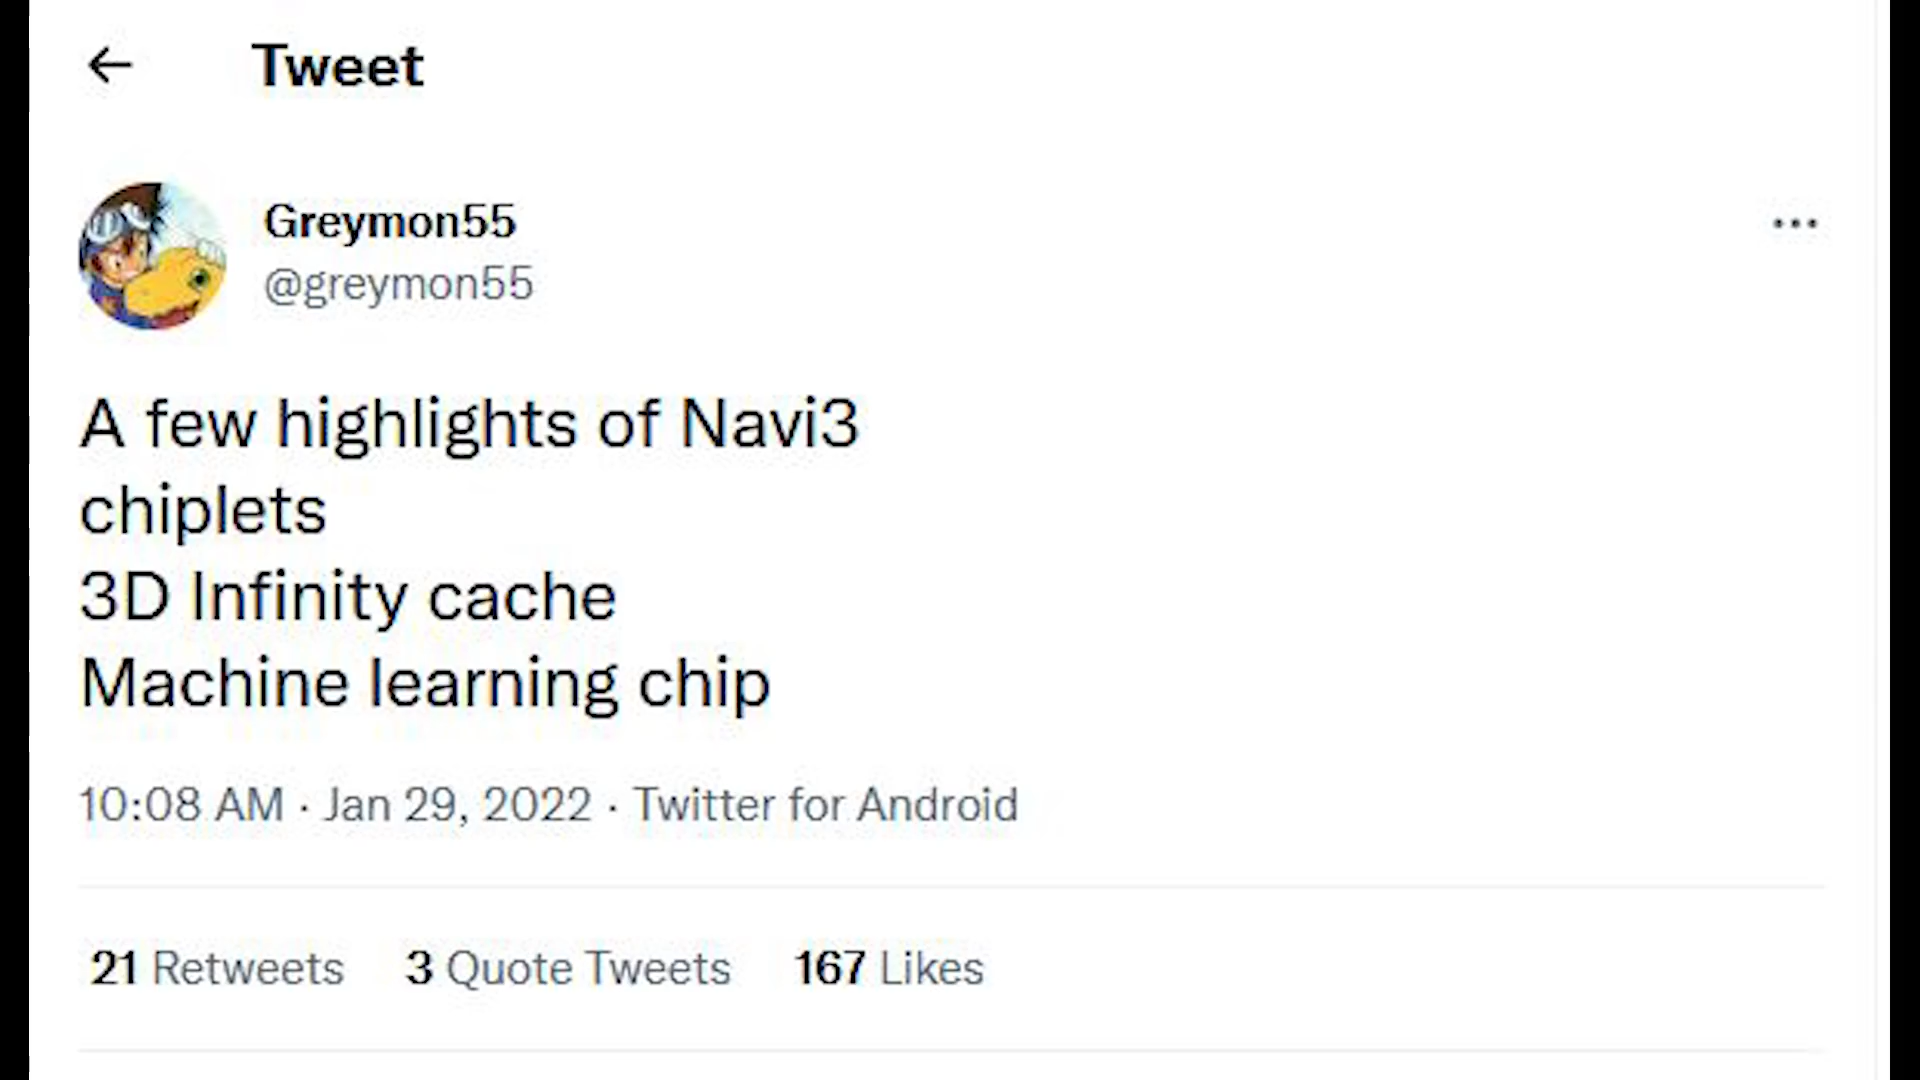 Tweet
Greymon55
@greymon55
A few highlights of Navi3
chiplets
3D Infinity cache
Machine learning chip
10:08 AM · Jan 29, 2022 · Twitter for Android
21 Retweets 3 Quote Tweets 167 Likes